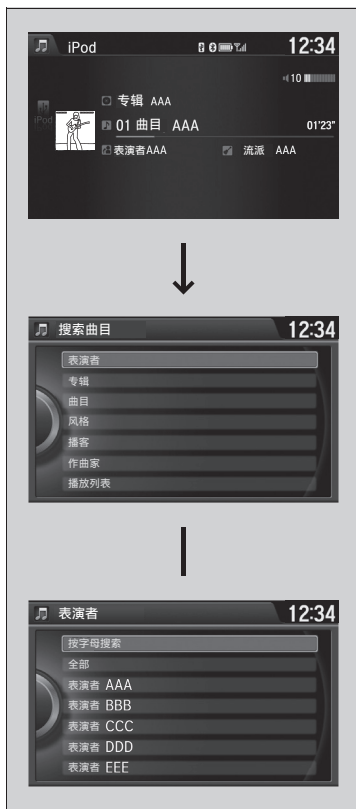 iPod 12:34
10
iPod
专辑 AAA
01 曲目 AAA 01'23"
表演者AAA 流派 AAA
搜索曲目 12:34
表演者
专辑
曲目
风格
播客
作曲家
播放列表
表演者 12:34
按字母搜索
全部
表演者 AAA
表演者 BBB
表演者 CCC
表演者 DDD
表演者 EEE